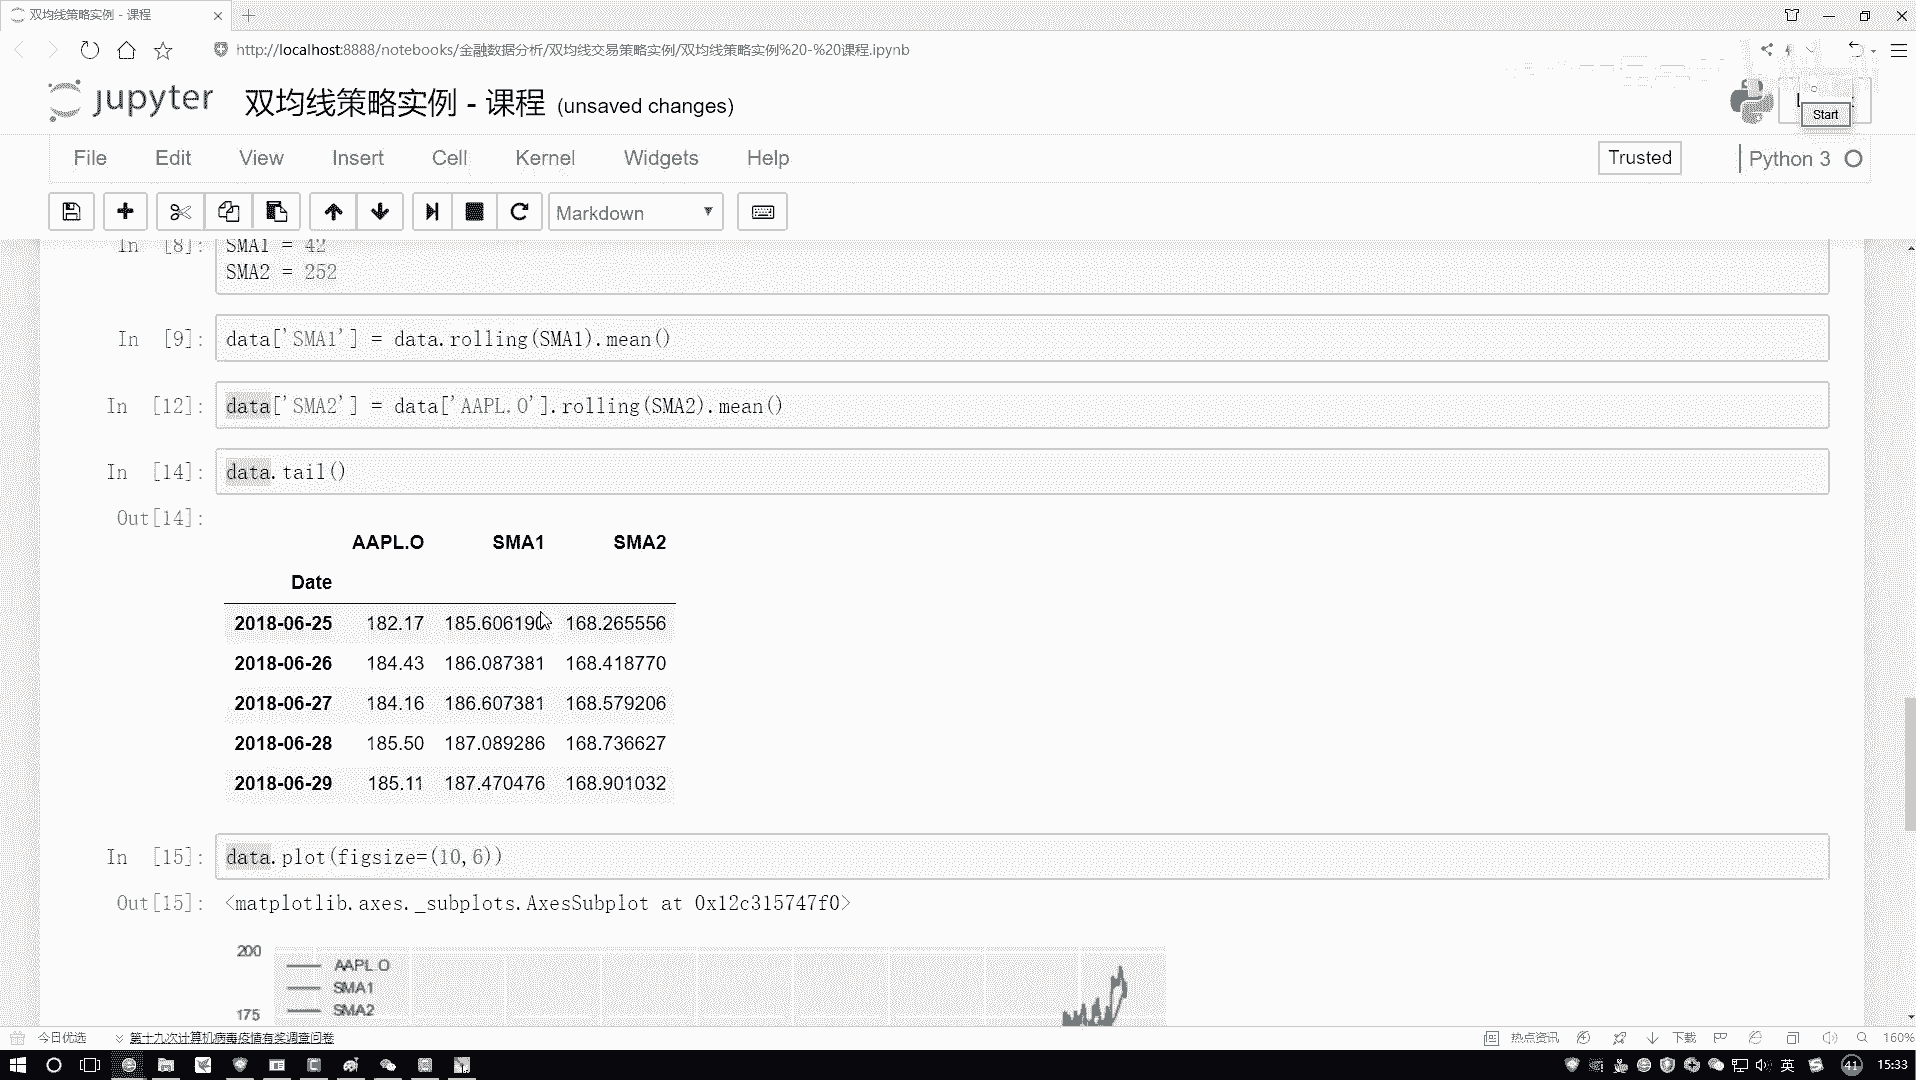 双均线策略实例 - 课程
http://localhost:8888/notebooks/金融数据分析/双均线交易策略实例/双均线策略实例%20-%20课程.ipynb
jupyter 双均线策略实例 - 课程 (unsaved changes)
Start
File Edit View Insert Cell Kernel Widgets Help
Trusted Python 3
Markdown
In [8]: SMA1 = 42
SMA2 = 252
In [9]: data['SMA1'] = data.rolling(SMA1).mean()
In [12]: data['SMA2'] = data['AAPL.O'].rolling(SMA2).mean()
In [14]: data.tail()
Out[14]:
AAPL.O SMA1 SMA2
Date
2018-06-25 182.17 185.606190 168.265556
2018-06-26 184.43 186.087381 168.418770
2018-06-27 184.16 186.607381 168.579206
2018-06-28 185.50 187.089286 168.736627
2018-06-29 185.11 187.470476 168.901032
In [15]: data.plot(figsize=(10,6))
Out[15]: <matplotlib.axes._subplots.AxesSubplot at 0x12c315747f0>
200
AAPL.O
SMA1
175
SMA2
今日优选 第十九次计算机病毒疫情有奖调查问卷 热点资讯 下载 160%
英 41 15:33